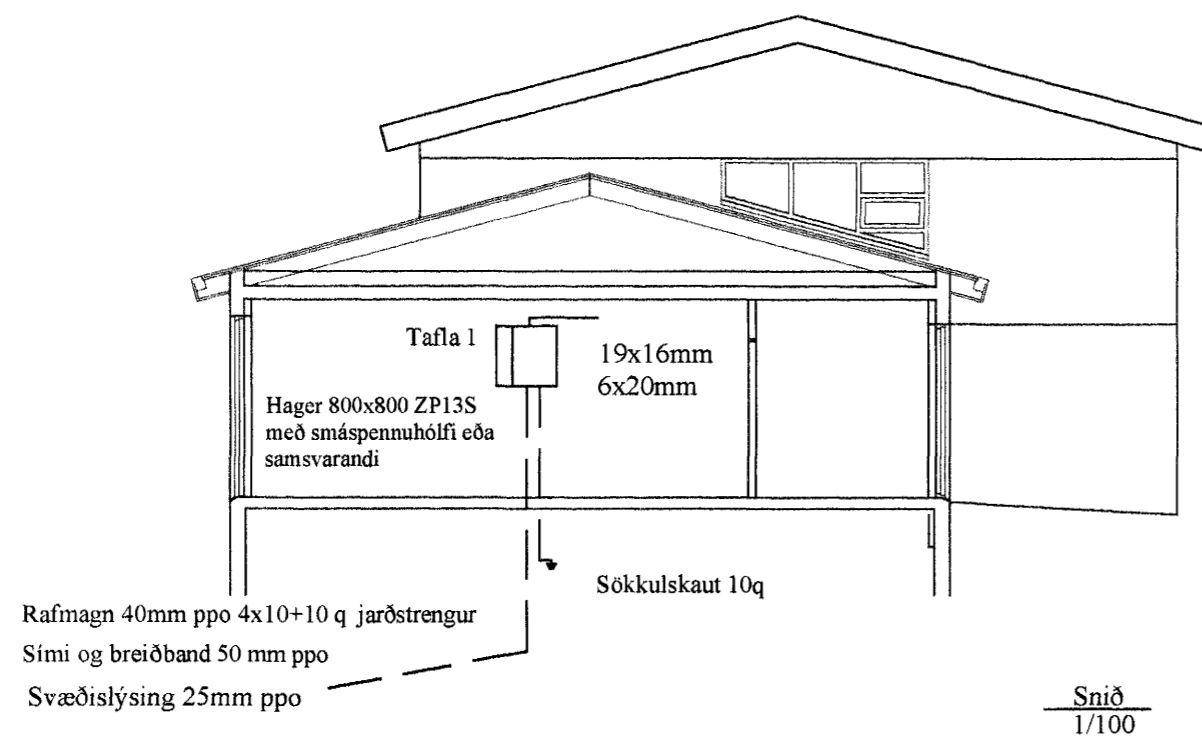 Tafla 1
19x16mm
6x20mm
Hager 800x800 ZP13S
með smáspennuhólfi eða
samsvarandi
Sökkulskaut 10q
Rafmagn 40mm ppo 4x10+10 q jarðstrengur
Sími og breiðband 50 mm ppo
Svæðislýsing 25mm ppo
Snið
1/100